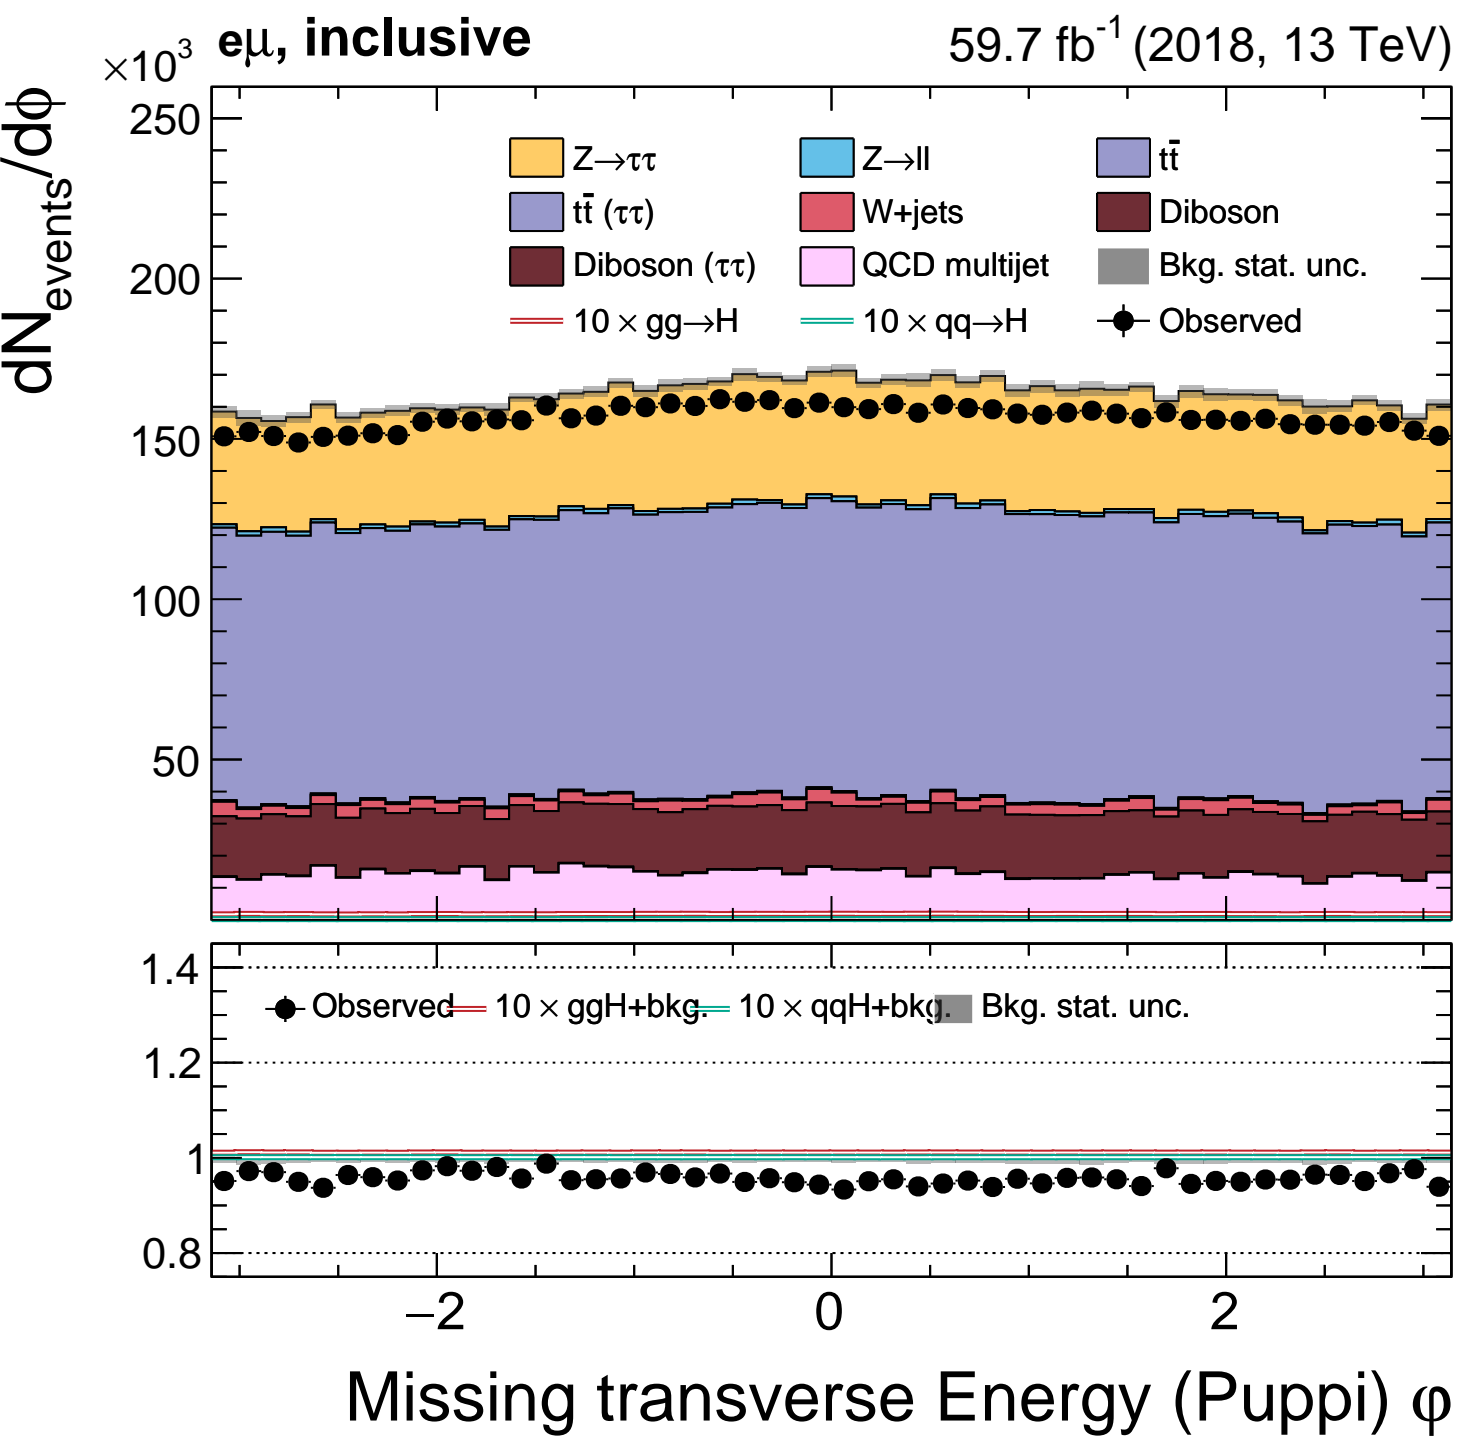 ×10³ eμ, inclusive 59.7 fb⁻¹ (2018, 13 TeV)
dN_events/dϕ
250
200
150
100
50
Z→ττ Z→ll tt̄
tt̄ (ττ) W+jets Diboson
Diboson (ττ) QCD multijet Bkg. stat. unc.
10 × gg→H 10 × qq→H Observed
1.4
Observed 10 × ggH+bkg. 10 × qqH+bkg. Bkg. stat. unc.
1.2
1
0.8
−2 0 2
Missing transverse Energy (Puppi) φ